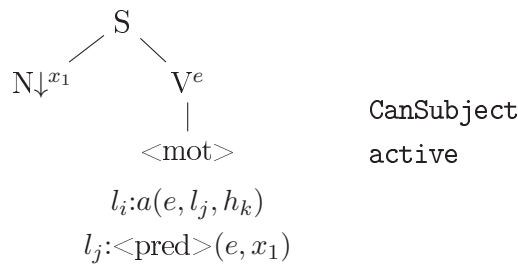 S
N↓x₁ Vᵉ
<mot>
CanSubject
active
lᵢ:a(e, lⱼ, hₖ)
lⱼ:<pred>(e, x₁)